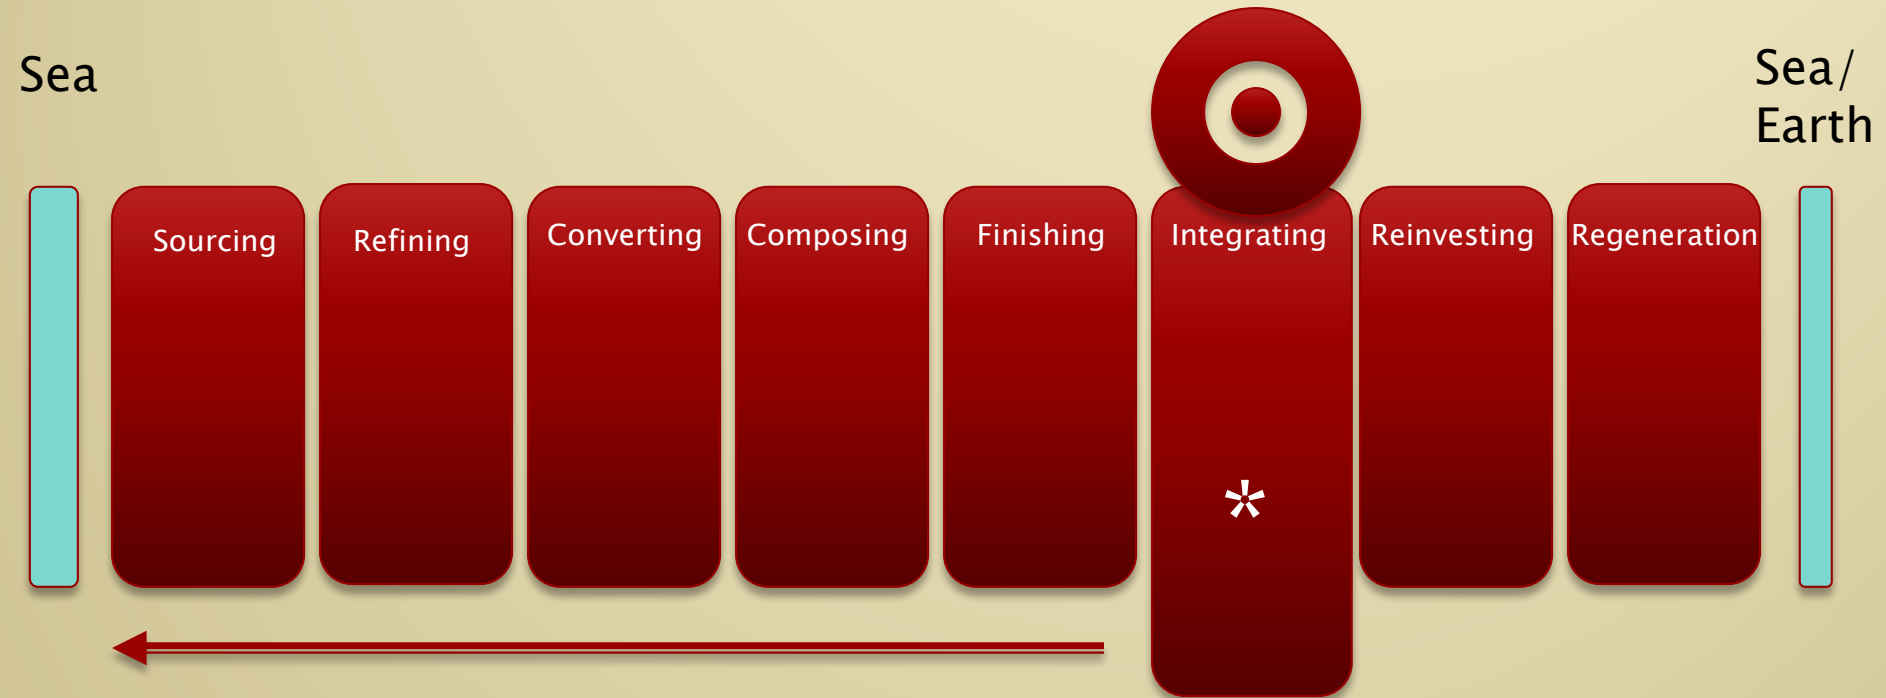 Sea
Sea/
Earth
Sourcing
Refining
Converting
Composing
Finishing
Integrating
Reinvesting
Regeneration
*